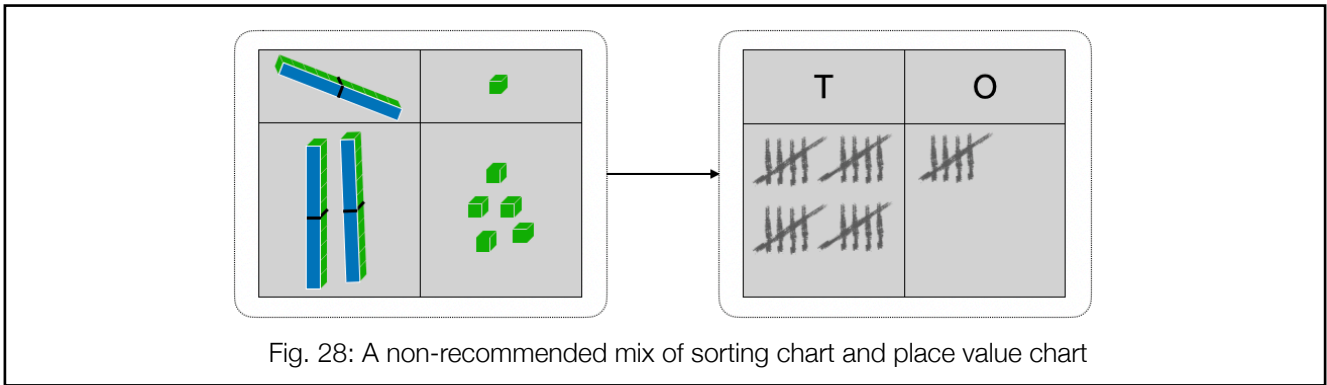 T O
Fig. 28: A non-recommended mix of sorting chart and place value chart